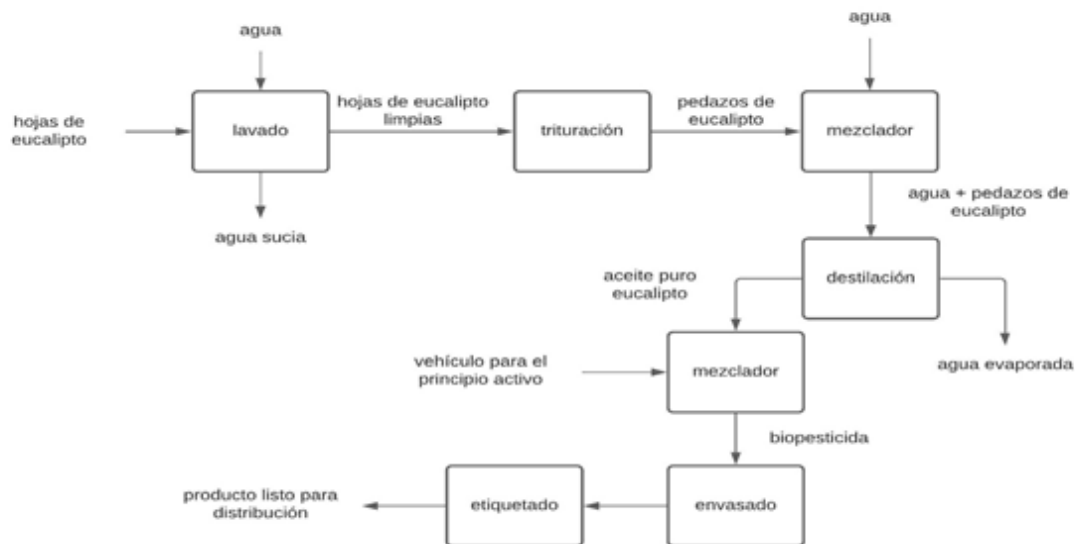 agua
agua
hojas de
eucalipto
lavado
hojas de eucalipto
limpias
trituración
pedazos de
eucalipto
mezclador
agua sucia
agua + pedazos de
eucalipto
destilación
aceite puro
eucalipto
agua evaporada
vehículo para el
principio activo
mezclador
biopesticida
envasado
etiquetado
producto listo para
distribución